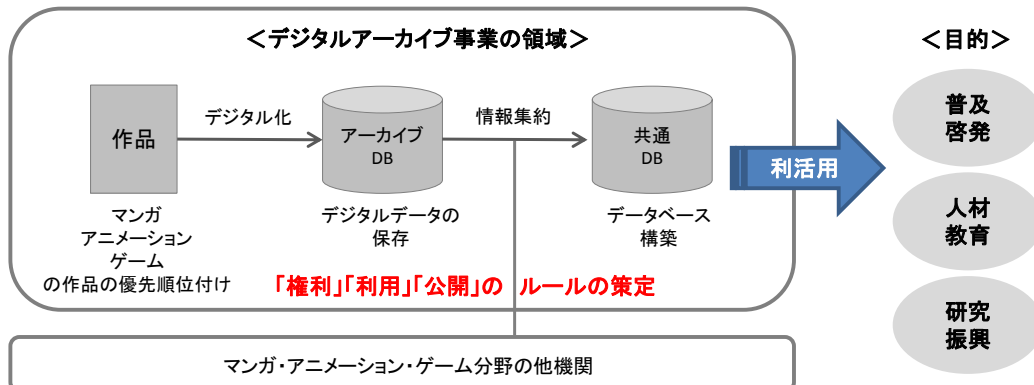 ＜デジタルアーカイブ事業の領域＞
作品
デジタル化
アーカイブ
DB
情報集約
共通
DB
マンガ
アニメーション
ゲーム
の作品の優先順位付け
デジタルデータの
保存
データベース
構築
「権利」「利用」「公開」の ルールの策定
マンガ・アニメーション・ゲーム分野の他機関
利活用
＜目的＞
普及
啓発
人材
教育
研究
振興